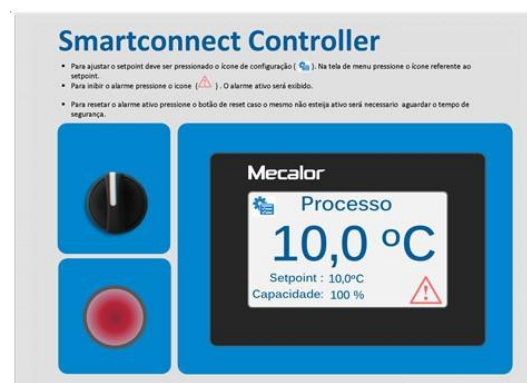 Smartconnect Controller
▪ Para ajustar o setpoint deve ser pressionado o ícone de configuração ( ). Na tela de menu pressione o ícone referente ao
setpoint.
▪ Para inibir o alarme pressione o icone ( ) . O alarme ativo será exibido.
▪ Para resetar o alarme ativo pressione o botão de reset caso o mesmo não esteija ativo será necessario aguardar o tempo de
segurança.
Mecalor
Processo
10,0 ºC
Setpoint : 10,0ºC
Capacidade: 100 %